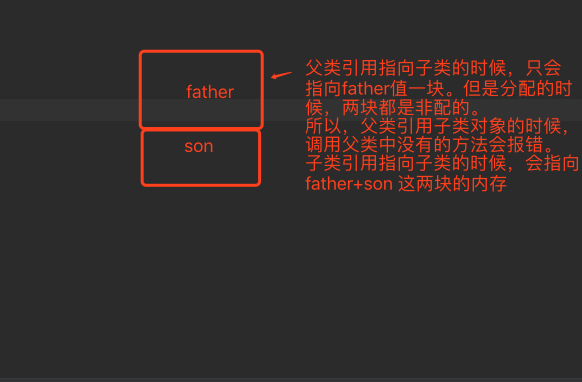 father
son
父类引用指向子类的时候，只会
指向father值一块。但是分配的时
候，两块都是非配的。
所以，父类引用子类对象的时候，
调用父类中没有的方法会报错。
子类引用指向子类的时候，会指向
father+son 这两块的内存